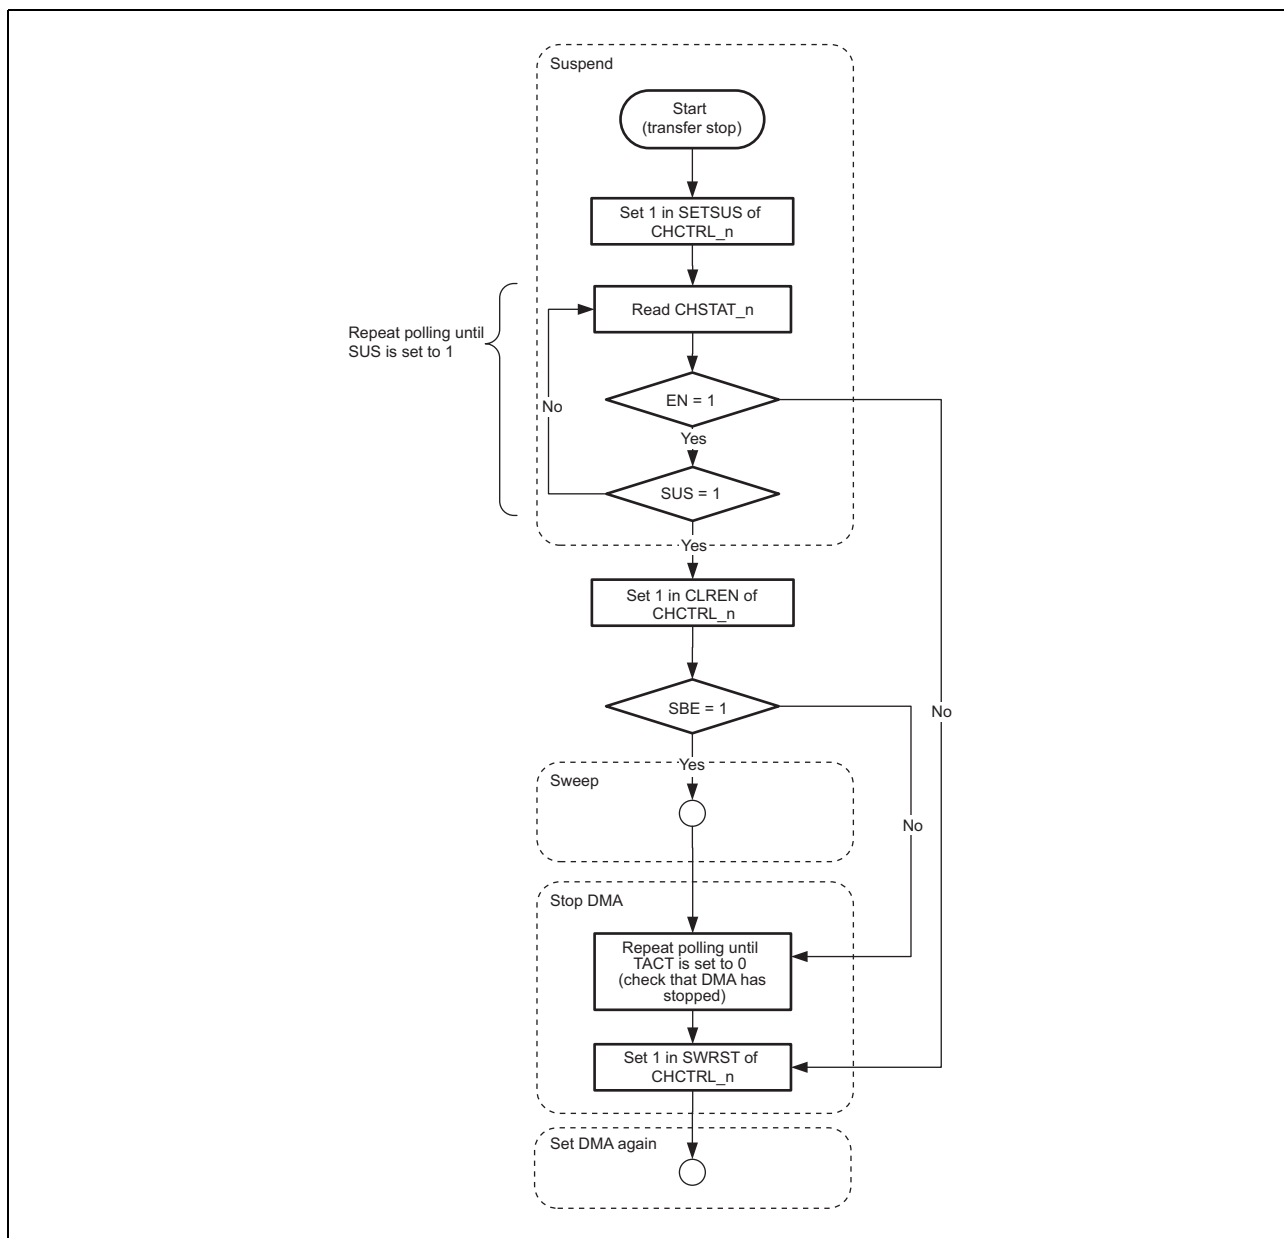 Suspend
Start
(transfer stop)
Set 1 in SETSUS of
CHCTRL_n
Read CHSTAT_n
Repeat polling until
SUS is set to 1
EN = 1
No
Yes
SUS = 1
Yes
Set 1 in CLREN of
CHCTRL_n
SBE = 1
No
Yes
Sweep
No
Stop DMA
Repeat polling until
TACT is set to 0
(check that DMA has
stopped)
Set 1 in SWRST of
CHCTRL_n
Set DMA again